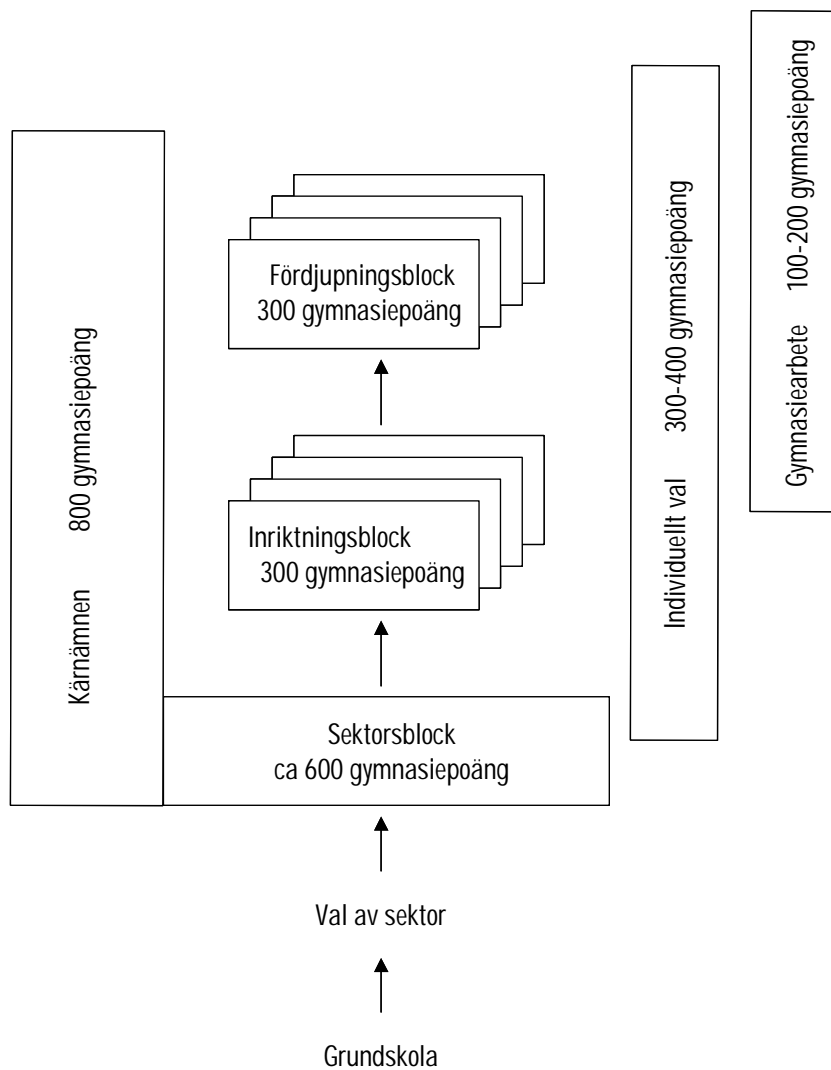 Kärnämnen 800 gymnasiepoäng
Fördjupningsblock
300 gymnasiepoäng
Inriktningsblock
300 gymnasiepoäng
Sektorsblock
ca 600 gymnasiepoäng
Val av sektor
Grundskola
Individuellt val 300-400 gymnasiepoäng
Gymnasiearbete 100-200 gymnasiepoäng